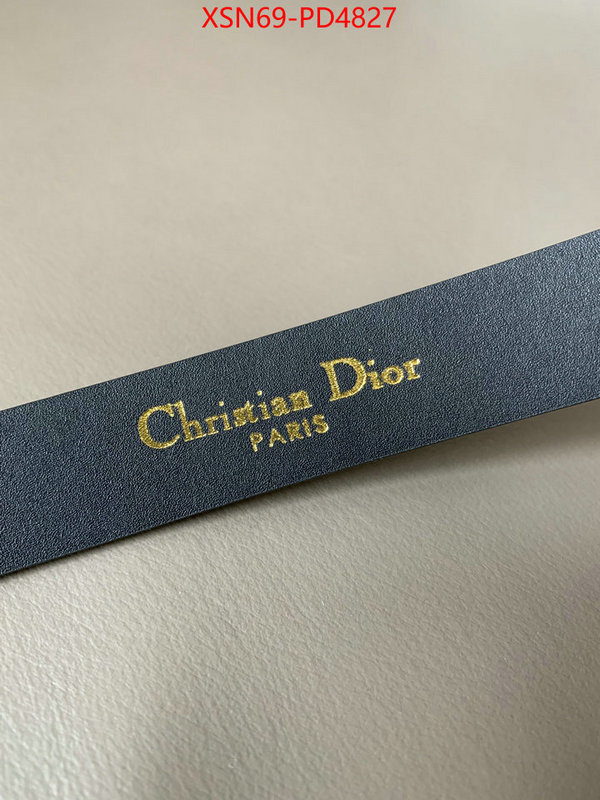 XSN69-PD4827
Christian Dior
PARIS